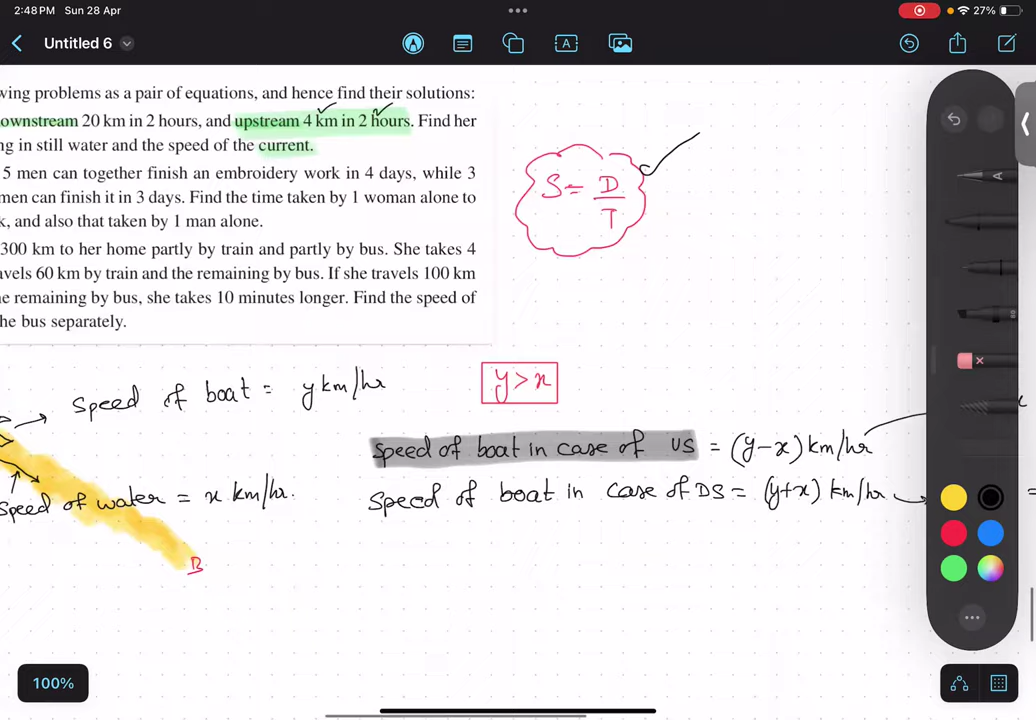 2:48 PM Sun 28 Apr
27%
Untitled 6
wing problems as a pair of equations, and hence find their solutions:
ownstream 20 km in 2 hours, and upstream 4 km in 2 hours. Find her
ng in still water and the speed of the current.
5 men can together finish an embroidery work in 4 days, while 3
men can finish it in 3 days. Find the time taken by 1 woman alone to
k, and also that taken by 1 man alone.
300 km to her home partly by train and partly by bus. She takes 4
avels 60 km by train and the remaining by bus. If she travels 100 km
e remaining by bus, she takes 10 minutes longer. Find the speed of
he bus separately.
S = D/T
Speed of boat = y km/hr
y > x
Speed of boat in case of US = (y-x) km/hr
Speed of water = x km/hr.
Speed of boat in case of DS = (y+x) km/hr
B
100%